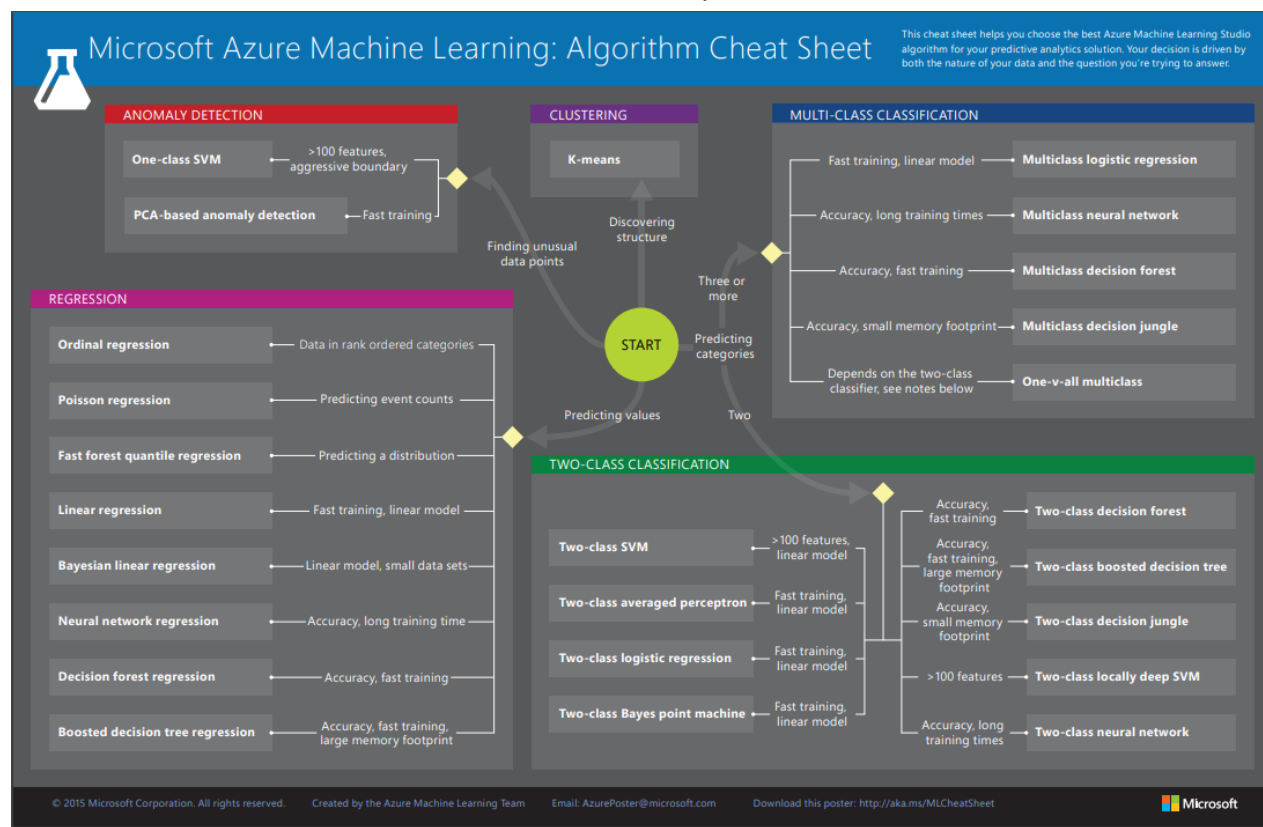 Microsoft Azure Machine Learning: Algorithm Cheat Sheet
This cheat sheet helps you choose the best Azure Machine Learning Studio
algorithm for your predictive analytics solution. Your decision is driven by
both the nature of your data and the question you're trying to answer.
ANOMALY DETECTION
One-class SVM
>100 features,
aggressive boundary
PCA-based anomaly detection
Fast training
CLUSTERING
K-means
MULTI-CLASS CLASSIFICATION
Fast training, linear model
Multiclass logistic regression
Accuracy, long training times
Multiclass neural network
Accuracy, fast training
Multiclass decision forest
Accuracy, small memory footprint
Multiclass decision jungle
Depends on the two-class
classifier, see notes below
One-v-all multiclass
Finding unusual
data points
Discovering
structure
Three or
more
START
Predicting
categories
Predicting values
Two
REGRESSION
Ordinal regression
Data in rank ordered categories
Poisson regression
Predicting event counts
Fast forest quantile regression
Predicting a distribution
Linear regression
Fast training, linear model
Bayesian linear regression
Linear model, small data sets
Neural network regression
Accuracy, long training time
Decision forest regression
Accuracy, fast training
Boosted decision tree regression
Accuracy, fast training,
large memory footprint
TWO-CLASS CLASSIFICATION
Two-class SVM
>100 features,
linear model
Two-class averaged perceptron
Fast training,
linear model
Two-class logistic regression
Fast training,
linear model
Two-class Bayes point machine
Fast training,
linear model
Accuracy,
fast training
Two-class decision forest
Accuracy,
fast training,
large memory
footprint
Two-class boosted decision tree
Accuracy,
small memory
footprint
Two-class decision jungle
>100 features
Two-class locally deep SVM
Accuracy, long
training times
Two-class neural network
© 2015 Microsoft Corporation. All rights reserved.
Created by the Azure Machine Learning Team
Email: AzurePoster@microsoft.com
Download this poster: http://aka.ms/MLCheatSheet
Microsoft